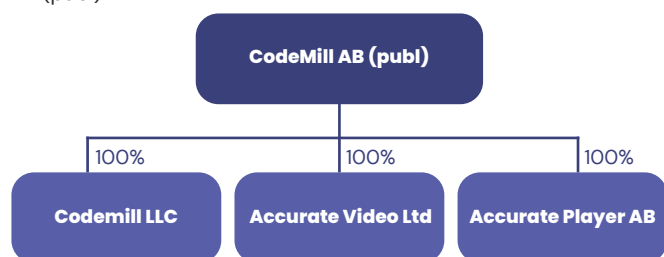 CodeMill AB (publ)
100% 100% 100%
Codemill LLC Accurate Video Ltd Accurate Player AB